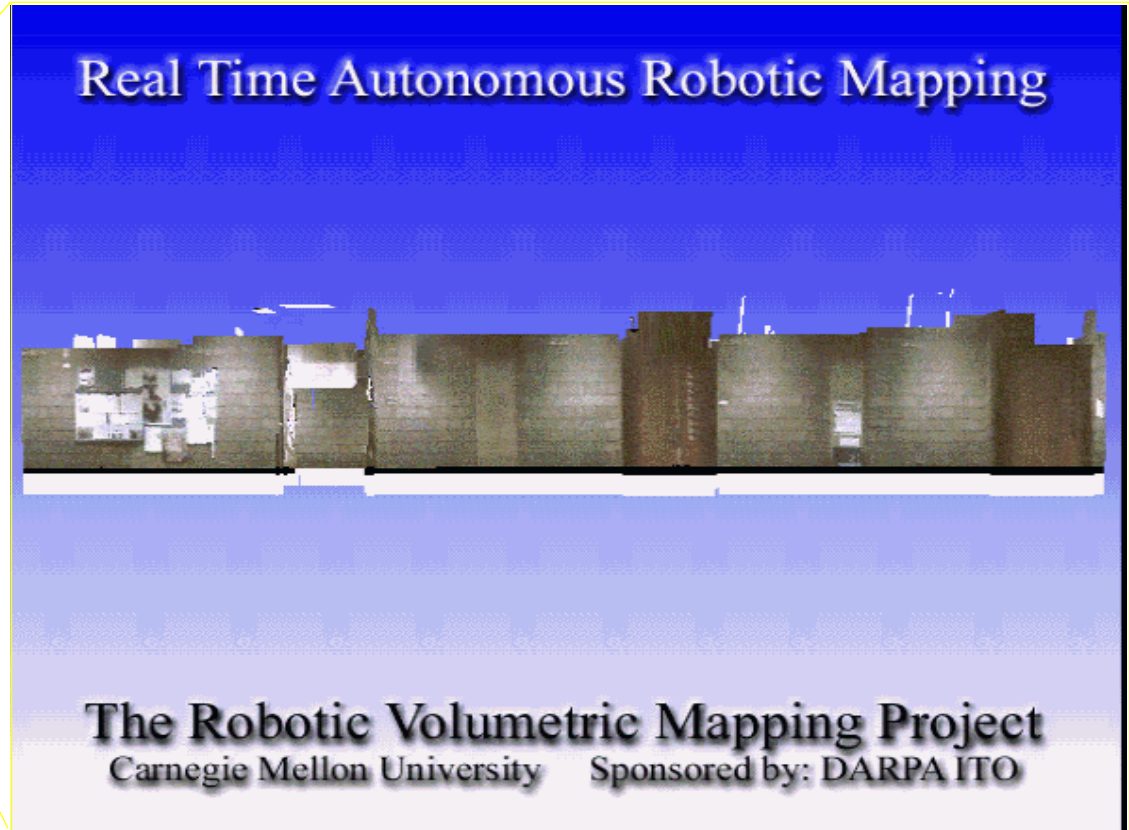 Real Time Autonomous Robotic Mapping
The Robotic Volumetric Mapping Project
Carnegie Mellon University Sponsored by: DARPA ITO